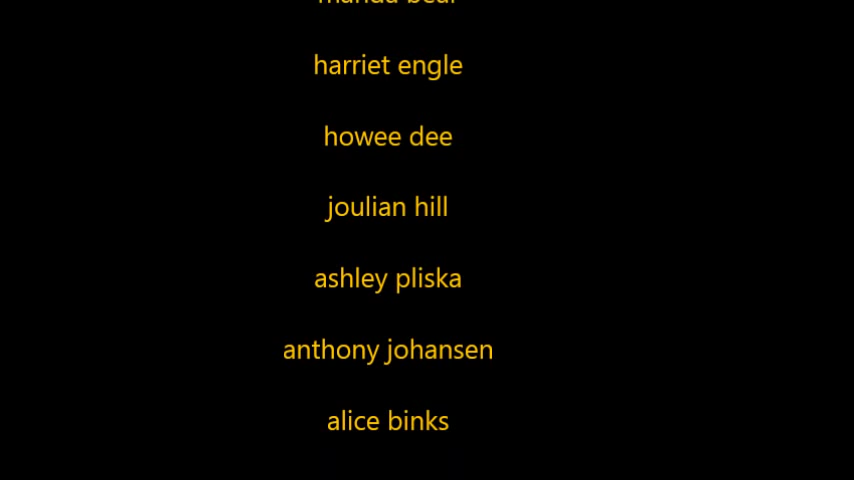 harriet engle
howee dee
joulian hill
ashley pliska
anthony johansen
alice binks